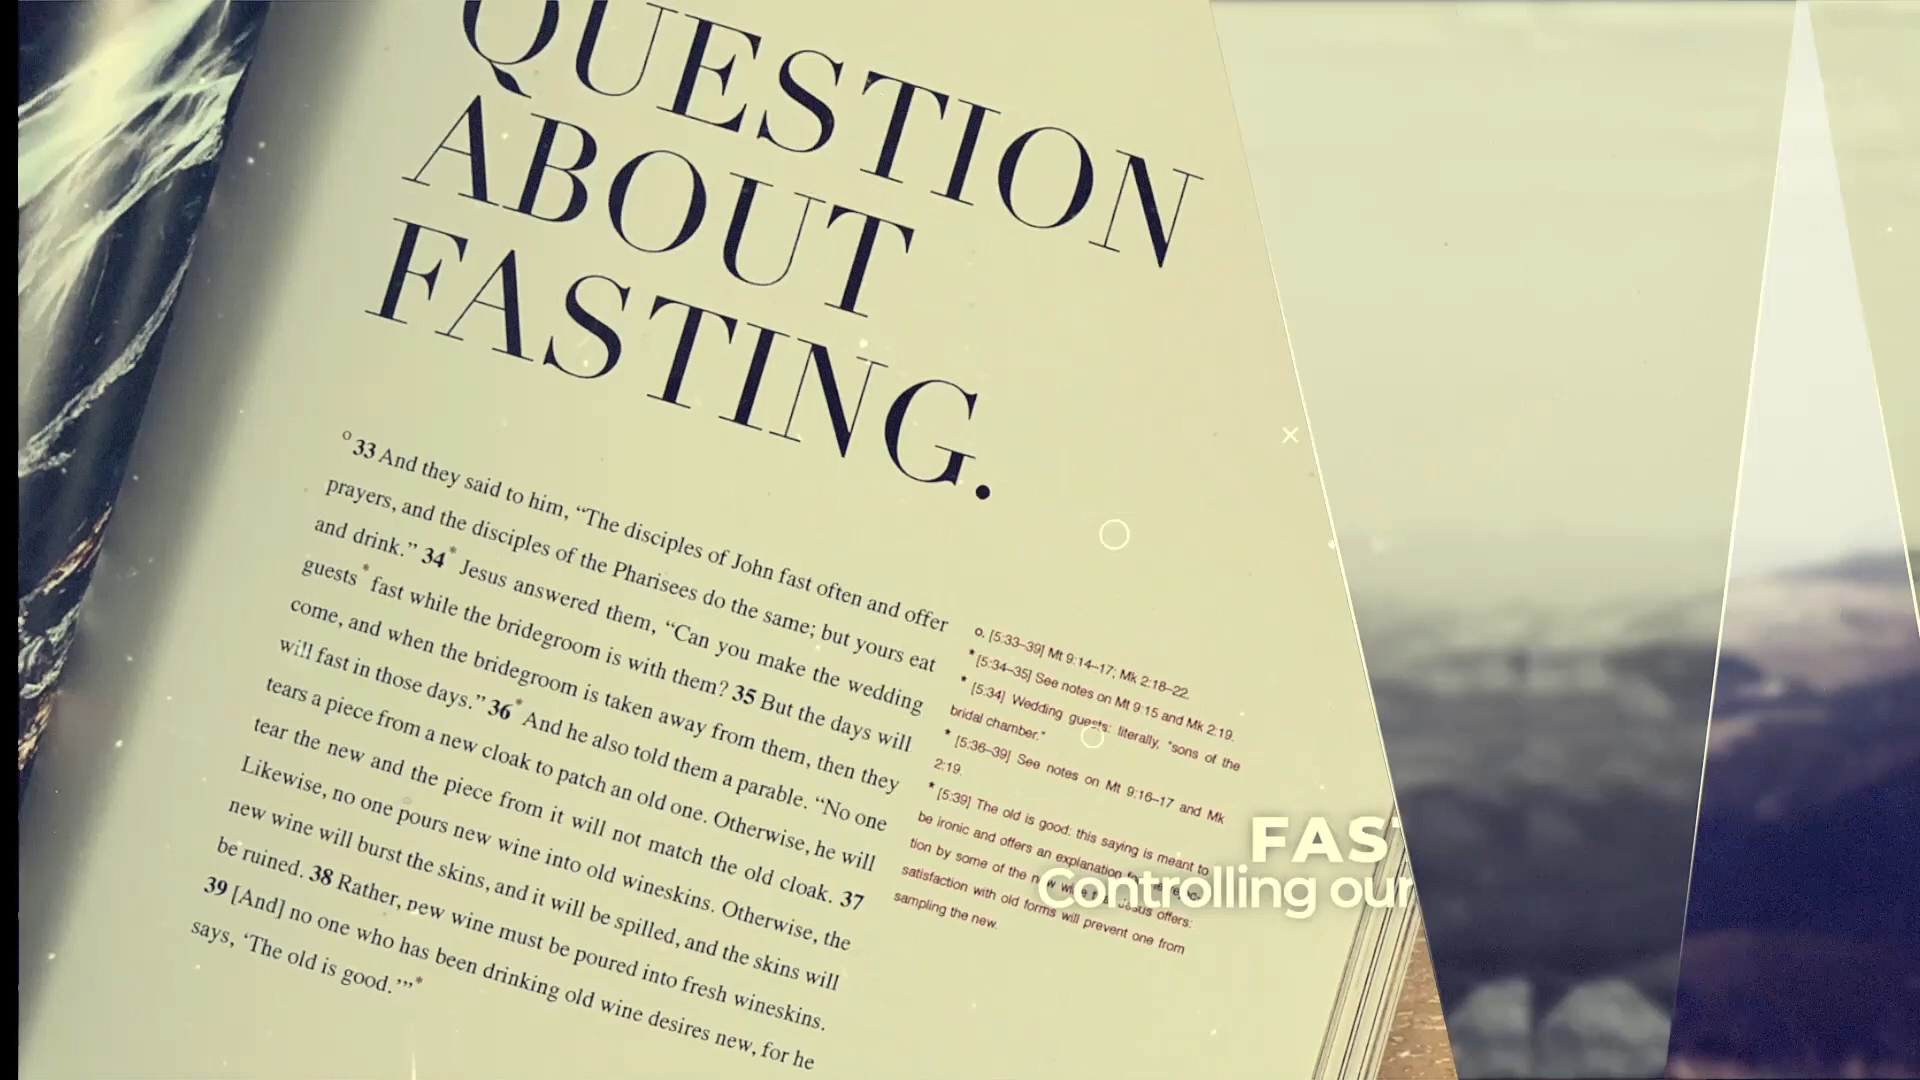 QUESTION
ABOUT
FASTING.
o 33 And they said to him, “The disciples of John fast often and offer
prayers, and the disciples of the Pharisees do the same; but yours eat
and drink.” 34* Jesus answered them, “Can you make the wedding
guests* fast while the bridegroom is with them? 35 But the days will
come, and when the bridegroom is taken away from them, then they
will fast in those days.” 36* And he also told them a parable. “No one
tears a piece from a new cloak to patch an old one. Otherwise, he will
tear the new and the piece from it will not match the old cloak. 37
Likewise, no one pours new wine into old wineskins. Otherwise, the
new wine will burst the skins, and it will be spilled, and the skins will
be ruined. 38 Rather, new wine must be poured into fresh wineskins.
39 [And] no one who has been drinking old wine desires new, for he
says, ‘The old is good.’”*
o. [5:33–39] Mt 9:14–17; Mk 2:18–22.
* [5:34–35] See notes on Mt 9:15 and Mk 2:19.
* [5:34] Wedding guests: literally, “sons of the
bridal chamber.”
* [5:36–39] See notes on Mt 9:16–17 and Mk
2:19.
* [5:39] The old is good: this saying is meant to
be ironic and offers an explanation
tion by some of the new Jesus offers:
satisfaction with old forms will prevent one from
sampling the new.
FAS
Controlling our